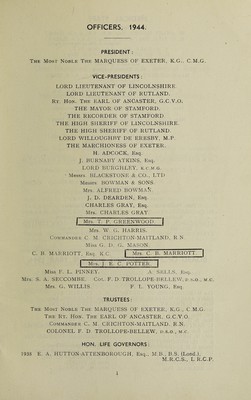 OFFICERS, 1944.
PRESIDENT :
THE MOST NOBLE THE MARQUESS OF EXETER, K.G., C.M.G.
VICE-PRESIDENTS :
LORD LIEUTENANT OF LINCOLNSHIRE
LORD LIEUTENANT OF RUTLAND.
RT. HON. THE EARL OF ANCASTER, G.C.V.O.
THE MAYOR OF STAMFORD.
THE RECORDER OF STAMFORD
THE HIGH SHERIFF OF LINCOLNSHIRE.
THE HIGH SHERIFF OF RUTLAND.
LORD WILLOUGHBY DE ERESBY, M.P.
THE MARCHIONESS OF EXETER.
H. ADCOCK, Esq.
J. BURNABY ATKINS, Esq.
LORD BURGHLEY, K.C.M.G.
Messrs. BLACKSTONE & CO., LTD
Messrs. BOWMAN & SONS.
Mrs. ALFRED BOWMAN.
J. D. DEARDEN, Esq.
CHARLES GRAY, Esq.
Mrs. CHARLES GRAY
Mrs. T. P. GREENWOOD.
Mrs. W. G. HARRIS.
COMMANDER C. M. CRICHTON-MAITLAND, R.N.
Miss G. D. G. MASON.
C. B. MARRIOTT, Esq., K.C. Mrs. C. B. MARRIOTT.
Mrs. J. R. C. POTTER.
Miss F. L. PINNEY. A. SELLS, Esq.
Mrs. S. A. SECCOMBE. Col. F. D. TROLLOPE-BELLEW, D.S.O., M.C.
Mrs. G. WILLIS. F. L. YOUNG, Esq.
TRUSTEES :
THE MOST NOBLE THE MARQUESS OF EXETER, K.G., C.M.G.
THE RT. HON. THE EARL OF ANCASTER, G.C.V.O.
COMMANDER C. M. CRICHTON-MAITLAND, R.N.
COLONEL F. D. TROLLOPE-BELLEW, D.S.O., M.C.
HON. LIFE GOVERNORS :
E. A. HUTTON-ATTENBOROUGH, Esq., M.D., B.S. (Lond.),
M.R.C.S., L.R.C.P.
1